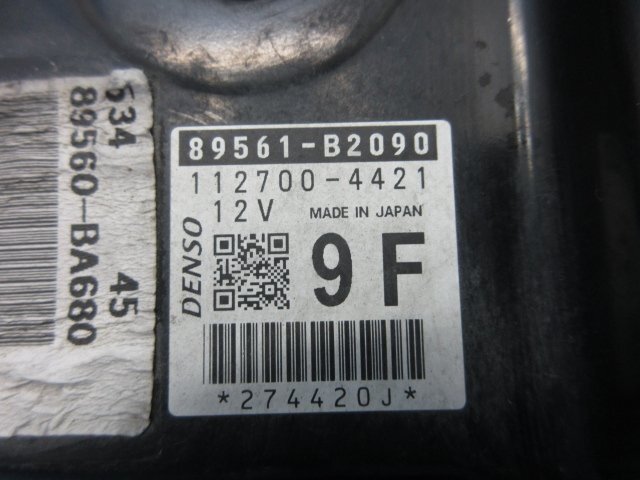 534 45
89560-BA680
89561-B2090
112700-4421
12V MADE IN JAPAN
DENSO
9F
*274420J*